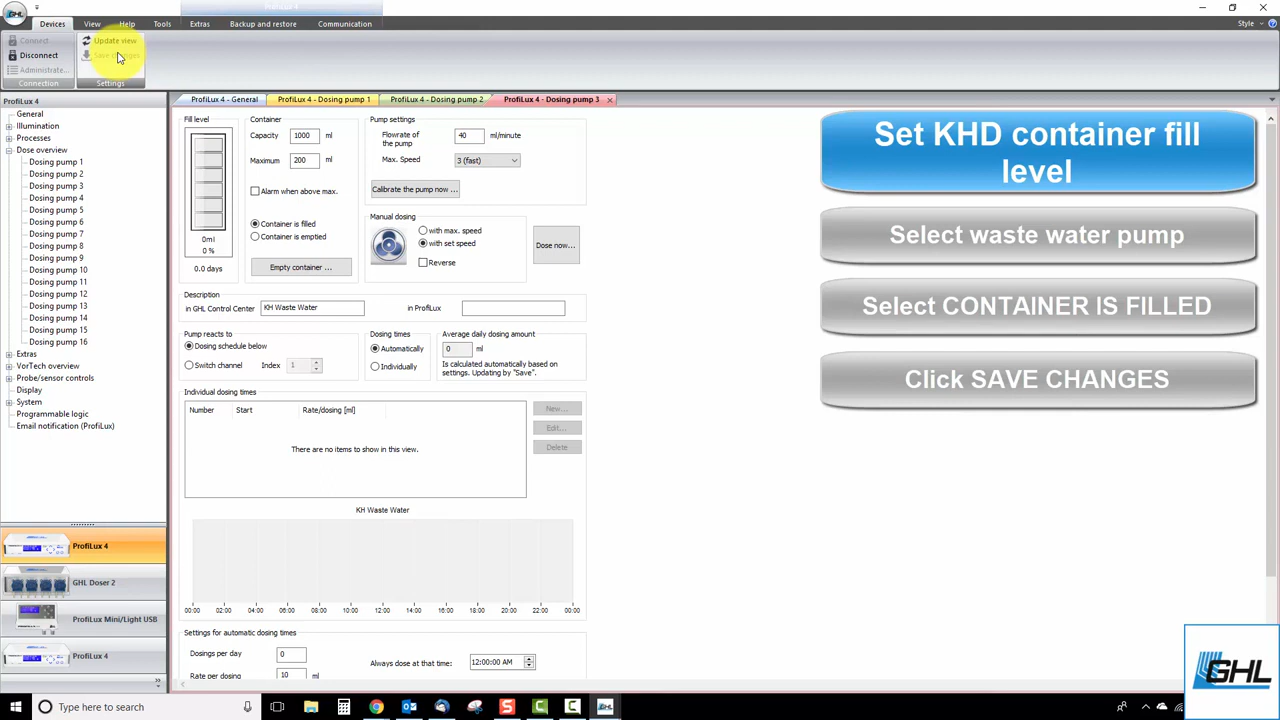 ProfiLux 4
Devices View Help Tools Extras Backup and restore Communication Style
Connect
Disconnect
Administrate...
Connection
Update view
Save changes
Settings
ProfiLux 4
General
Illumination
Processes
Dose overview
Dosing pump 1
Dosing pump 2
Dosing pump 3
Dosing pump 4
Dosing pump 5
Dosing pump 6
Dosing pump 7
Dosing pump 8
Dosing pump 9
Dosing pump 10
Dosing pump 11
Dosing pump 12
Dosing pump 13
Dosing pump 14
Dosing pump 15
Dosing pump 16
Extras
VorTech overview
Probe/sensor controls
Display
System
Programmable logic
Email notification (ProfiLux)
ProfiLux 4
GHL Doser 2
ProfiLux Mini/Light USB
ProfiLux 4
ProfiLux 4 - General ProfiLux 4 - Dosing pump 1 ProfiLux 4 - Dosing pump 2 ProfiLux 4 - Dosing pump 3
Fill level
0ml
0 %
0.0 days
Container
Capacity 1000 ml
Maximum 200 ml
Alarm when above max.
Container is filled
Container is emptied
Empty container ...
Pump settings
Flowrate of
the pump 40 ml/minute
Max. Speed 3 (fast)
Calibrate the pump now ...
Manual dosing
with max. speed
with set speed
Reverse
Dose now...
Description
in GHL Control Center KH Waste Water in ProfiLux
Pump reacts to
Dosing schedule below
Switch channel Index 1
Dosing times
Automatically
Individually
Average daily dosing amount
0 ml
Is calculated automatically based on
settings. Updating by "Save".
Individual dosing times
Number Start Rate/dosing [ml]
There are no items to show in this view.
New...
Edit...
Delete
KH Waste Water
00:00 02:00 04:00 06:00 08:00 10:00 12:00 14:00 16:00 18:00 20:00 22:00 00:00
Settings for automatic dosing times
Dosings per day 0
Always dose at that time: 12:00:00 AM
Rate per dosing 10 ml
Set KHD container fill
level
Select waste water pump
Select CONTAINER IS FILLED
Click SAVE CHANGES
GHL
Type here to search